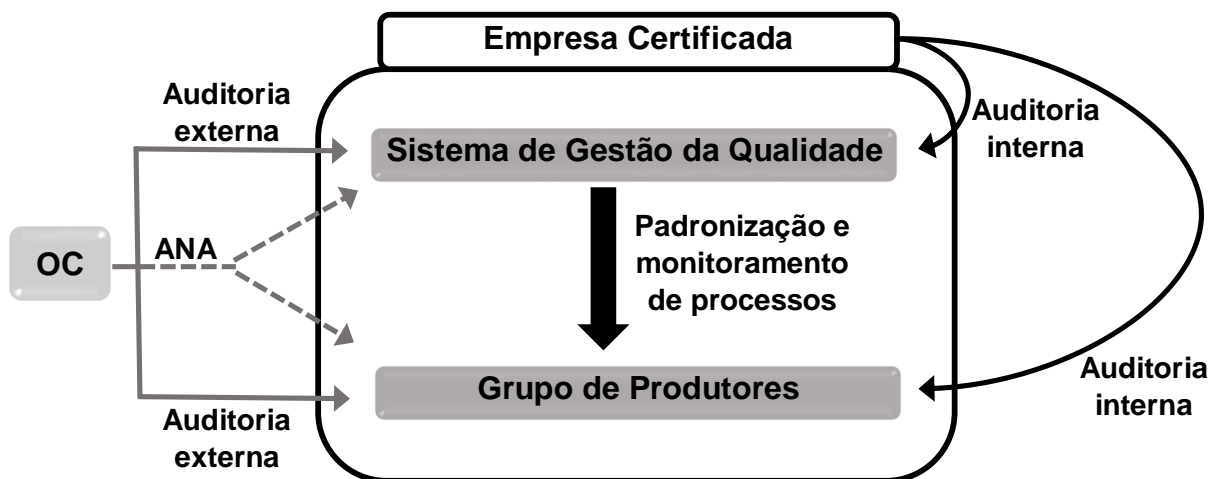 Empresa Certificada
Auditoria
externa
Auditoria
interna
Sistema de Gestão da Qualidade
OC
ANA
Padronização e
monitoramento
de processos
Grupo de Produtores
Auditoria
interna
Auditoria
externa